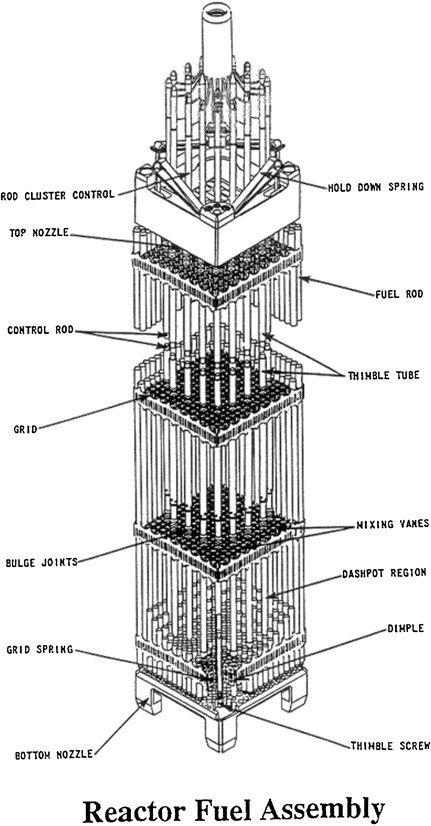 ROD CLUSTER CONTROL
HOLD DOWN SPRING
TOP NOZZLE
FUEL ROD
CONTROL ROD
THIMBLE TUBE
GRID
MIXING VANES
BULGE JOINTS
DASHPOT REGION
DIMPLE
GRID SPRING
THIMBLE SCREW
BOTTOM NOZZLE
Reactor Fuel Assembly